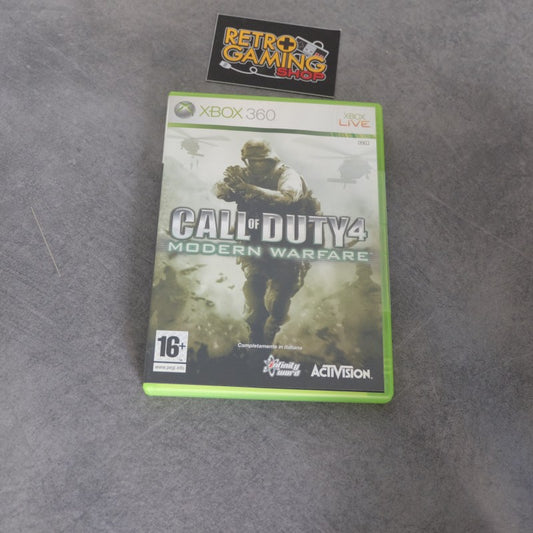 RETRO
GAMING
SHOP
XBOX 360
XBOX
LIVE
CALL OF DUTY 4
MODERN WARFARE
16+
www.pegi.info
Completamente in Italiano
Infinity
Ward
ACTIVISION